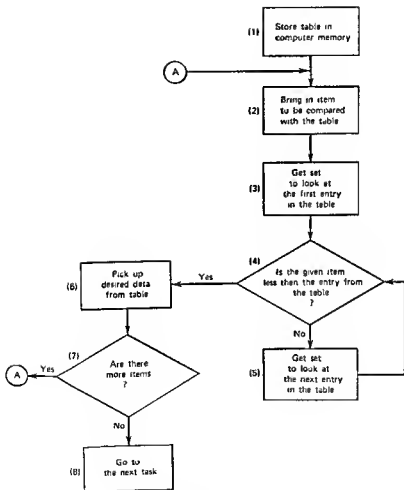 (1)
Store table in
computer memory
A
(2)
Bring in item
to be compared
with the table
(3)
Get set
to look at
the first entry
in the table
(4)
Is the given item
less then the entry from
the table
?
Yes
No
(5)
Get set
to look at
the next entry
in the table
(6)
Pick up
desired data
from table
(7)
Are there
more items
?
Yes
A
No
(8)
Go to
the next task